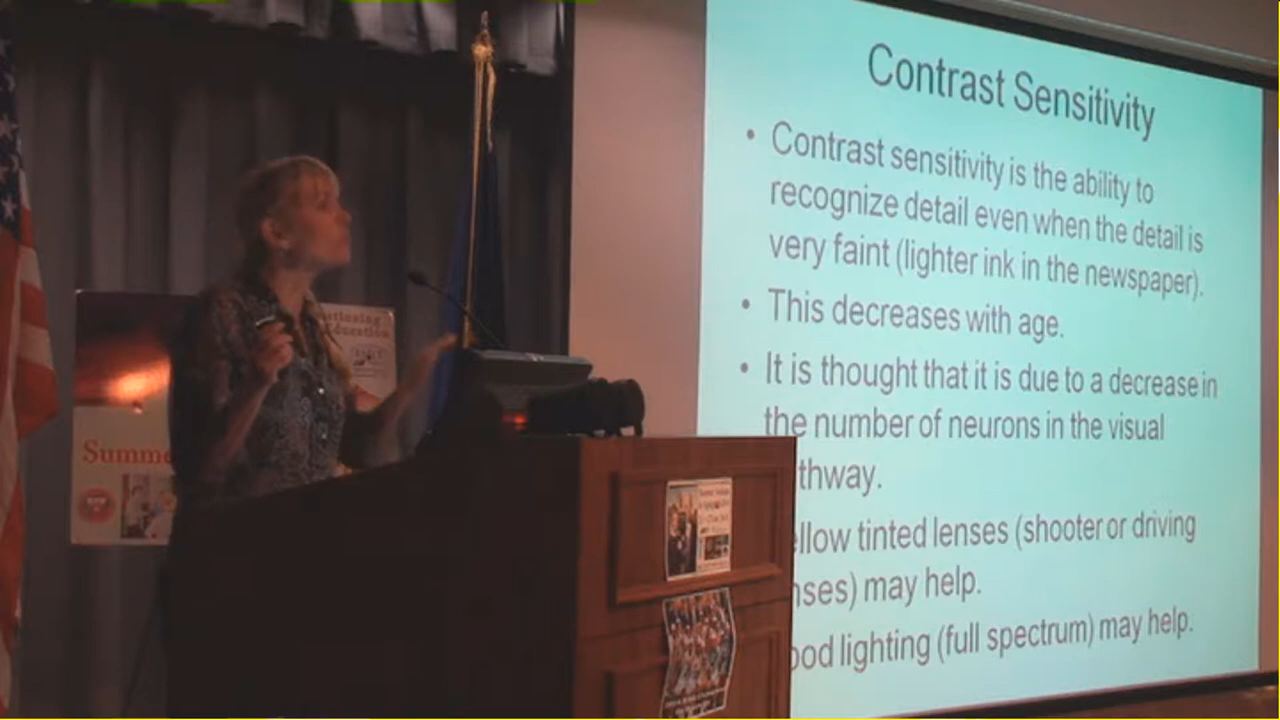 Contrast Sensitivity
• Contrast sensitivity is the ability to
recognize detail even when the detail is
very faint (lighter ink in the newspaper).
• This decreases with age.
• It is thought that it is due to a decrease in
the number of neurons in the visual
thway.
llow tinted lenses (shooter or driving
nses) may help.
ood lighting (full spectrum) may help.
Education
Summe